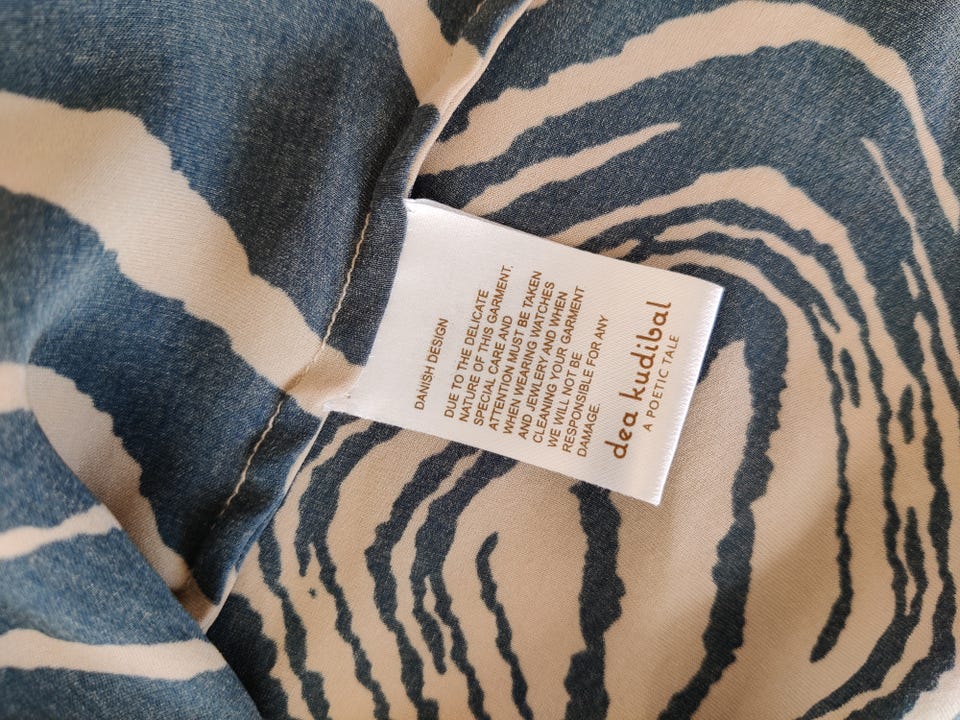 DANISH DESIGN
DUE TO THE DELICATE
NATURE OF THIS GARMENT.
SPECIAL CARE AND
ATTENTION MUST BE TAKEN
WHEN WEARING WATCHES
AND JEWLERY AND WHEN
CLEANING YOUR GARMENT
WE WILL NOT BE
RESPONSIBLE FOR ANY
DAMAGE.
dea kudibal
A POETIC TALE